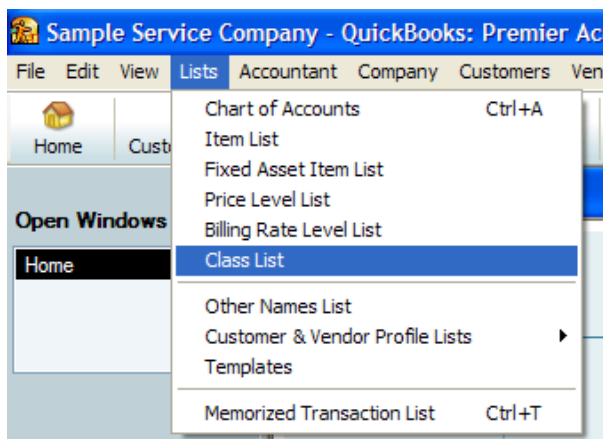 Sample Service Company - QuickBooks: Premier Ac
File Edit View Lists Accountant Company Customers Ven
Home
Cust
Open Windows
Home
Chart of Accounts Ctrl+A
Item List
Fixed Asset Item List
Price Level List
Billing Rate Level List
Class List
Other Names List
Customer & Vendor Profile Lists
Templates
Memorized Transaction List Ctrl+T